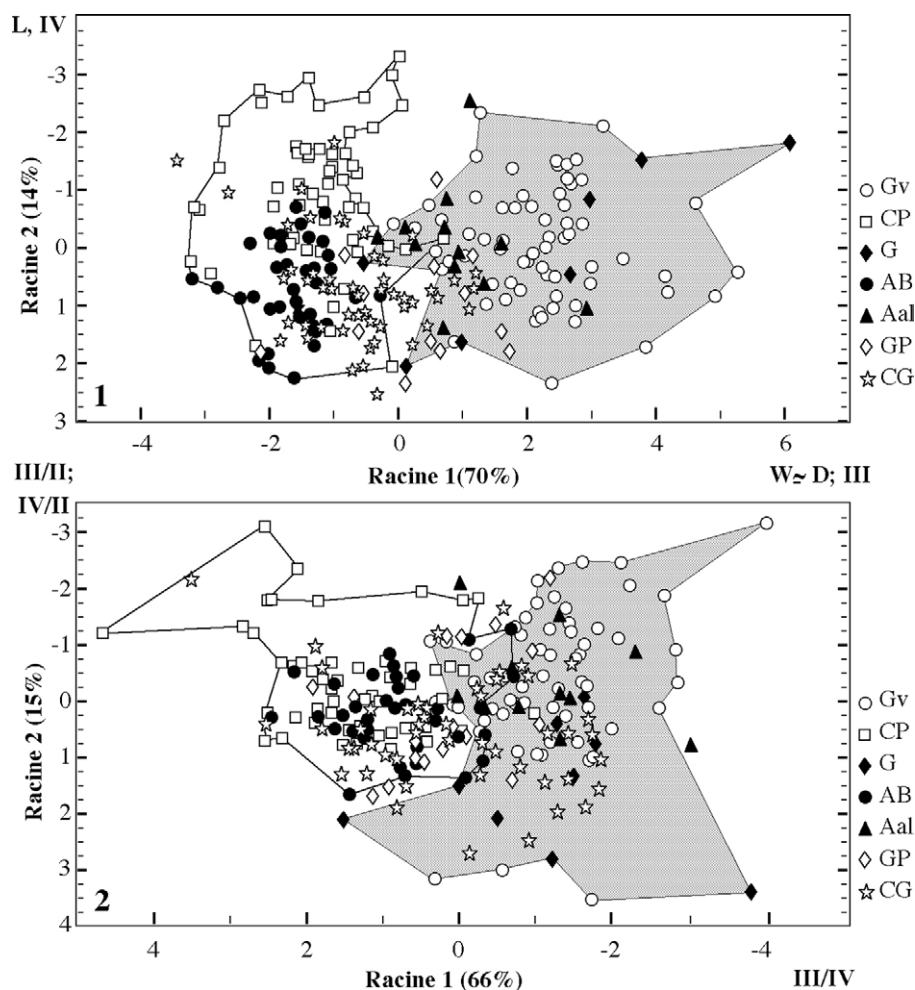 L, IV
-3
-2
-1
0
1
2
3
Racine 2 (14%)
1
-4
-2
0
2
4
6
III/II;
Racine 1(70%)
W≃ D; III
Gv
CP
G
AB
Aal
GP
CG
IV/II
-3
-2
-1
0
1
2
3
4
Racine 2 (15%)
2
4
2
0
-2
-4
Racine 1 (66%)
III/IV
Gv
CP
G
AB
Aal
GP
CG